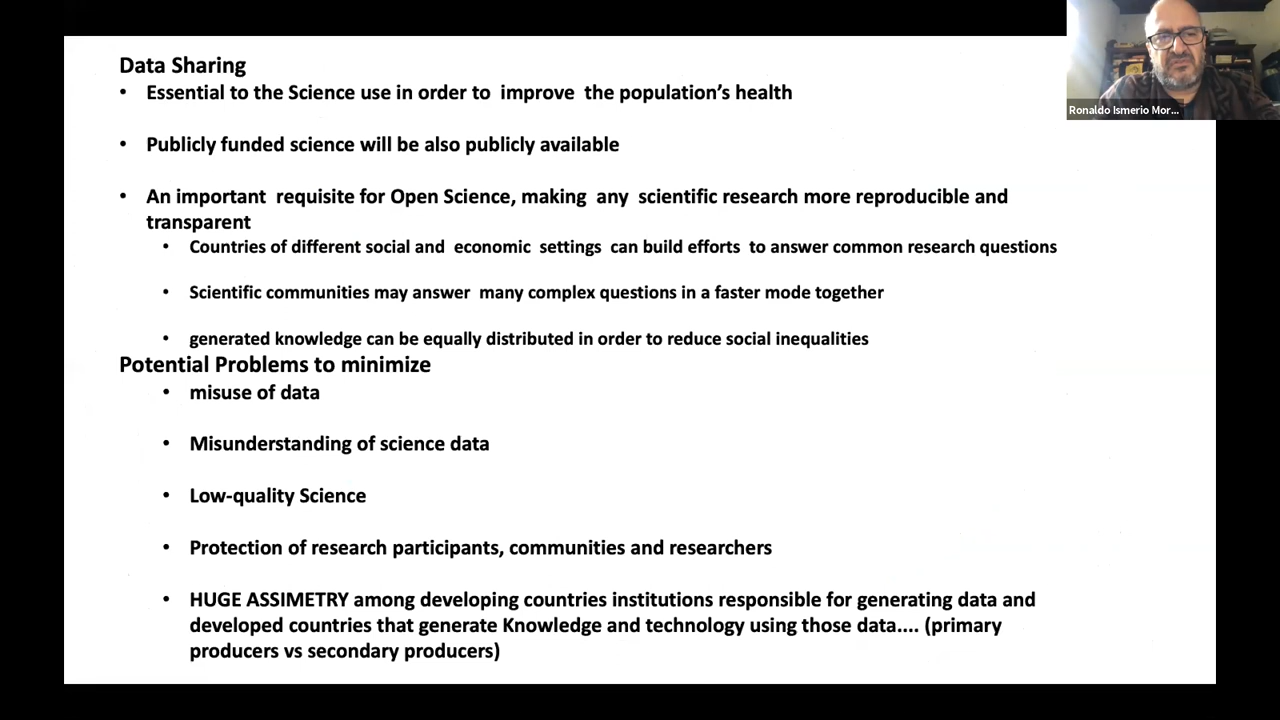 Data Sharing
• Essential to the Science use in order to improve the population's health
• Publicly funded science will be also publicly available
• An important requisite for Open Science, making any scientific research more reproducible and
transparent
• Countries of different social and economic settings can build efforts to answer common research questions
• Scientific communities may answer many complex questions in a faster mode together
• generated knowledge can be equally distributed in order to reduce social inequalities
Potential Problems to minimize
• misuse of data
• Misunderstanding of science data
• Low-quality Science
• Protection of research participants, communities and researchers
• HUGE ASSIMETRY among developing countries institutions responsible for generating data and
developed countries that generate Knowledge and technology using those data.... (primary
producers vs secondary producers)
Ronaldo Ismerio Mor...